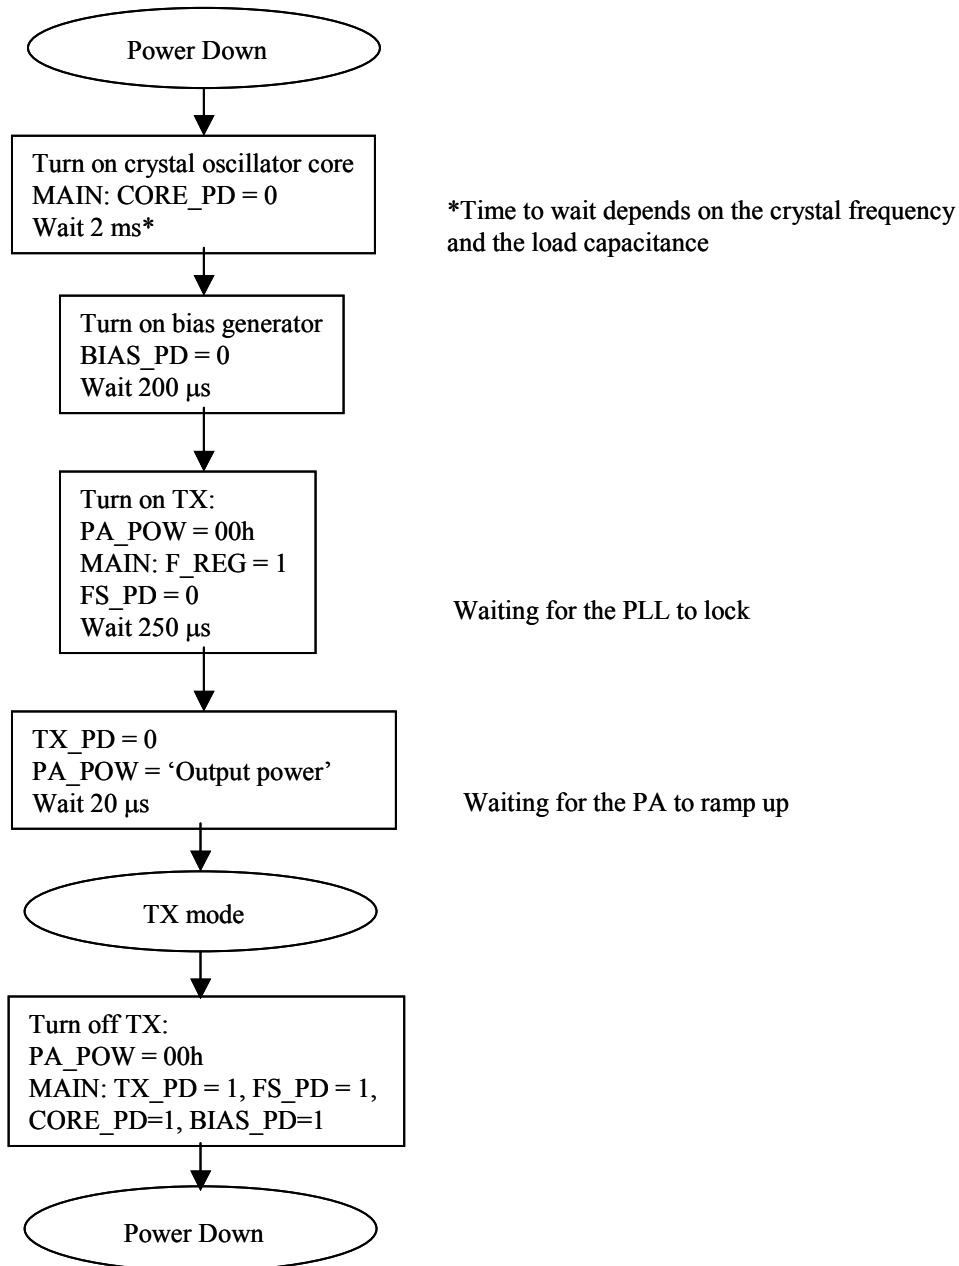 Power Down
Turn on crystal oscillator core
MAIN: CORE_PD = 0
Wait 2 ms*
*Time to wait depends on the crystal frequency
and the load capacitance
Turn on bias generator
BIAS_PD = 0
Wait 200 μs
Turn on TX:
PA_POW = 00h
MAIN: F_REG = 1
FS_PD = 0
Wait 250 μs
Waiting for the PLL to lock
TX_PD = 0
PA_POW = ‘Output power’
Wait 20 μs
Waiting for the PA to ramp up
TX mode
Turn off TX:
PA_POW = 00h
MAIN: TX_PD = 1, FS_PD = 1,
CORE_PD=1, BIAS_PD=1
Power Down